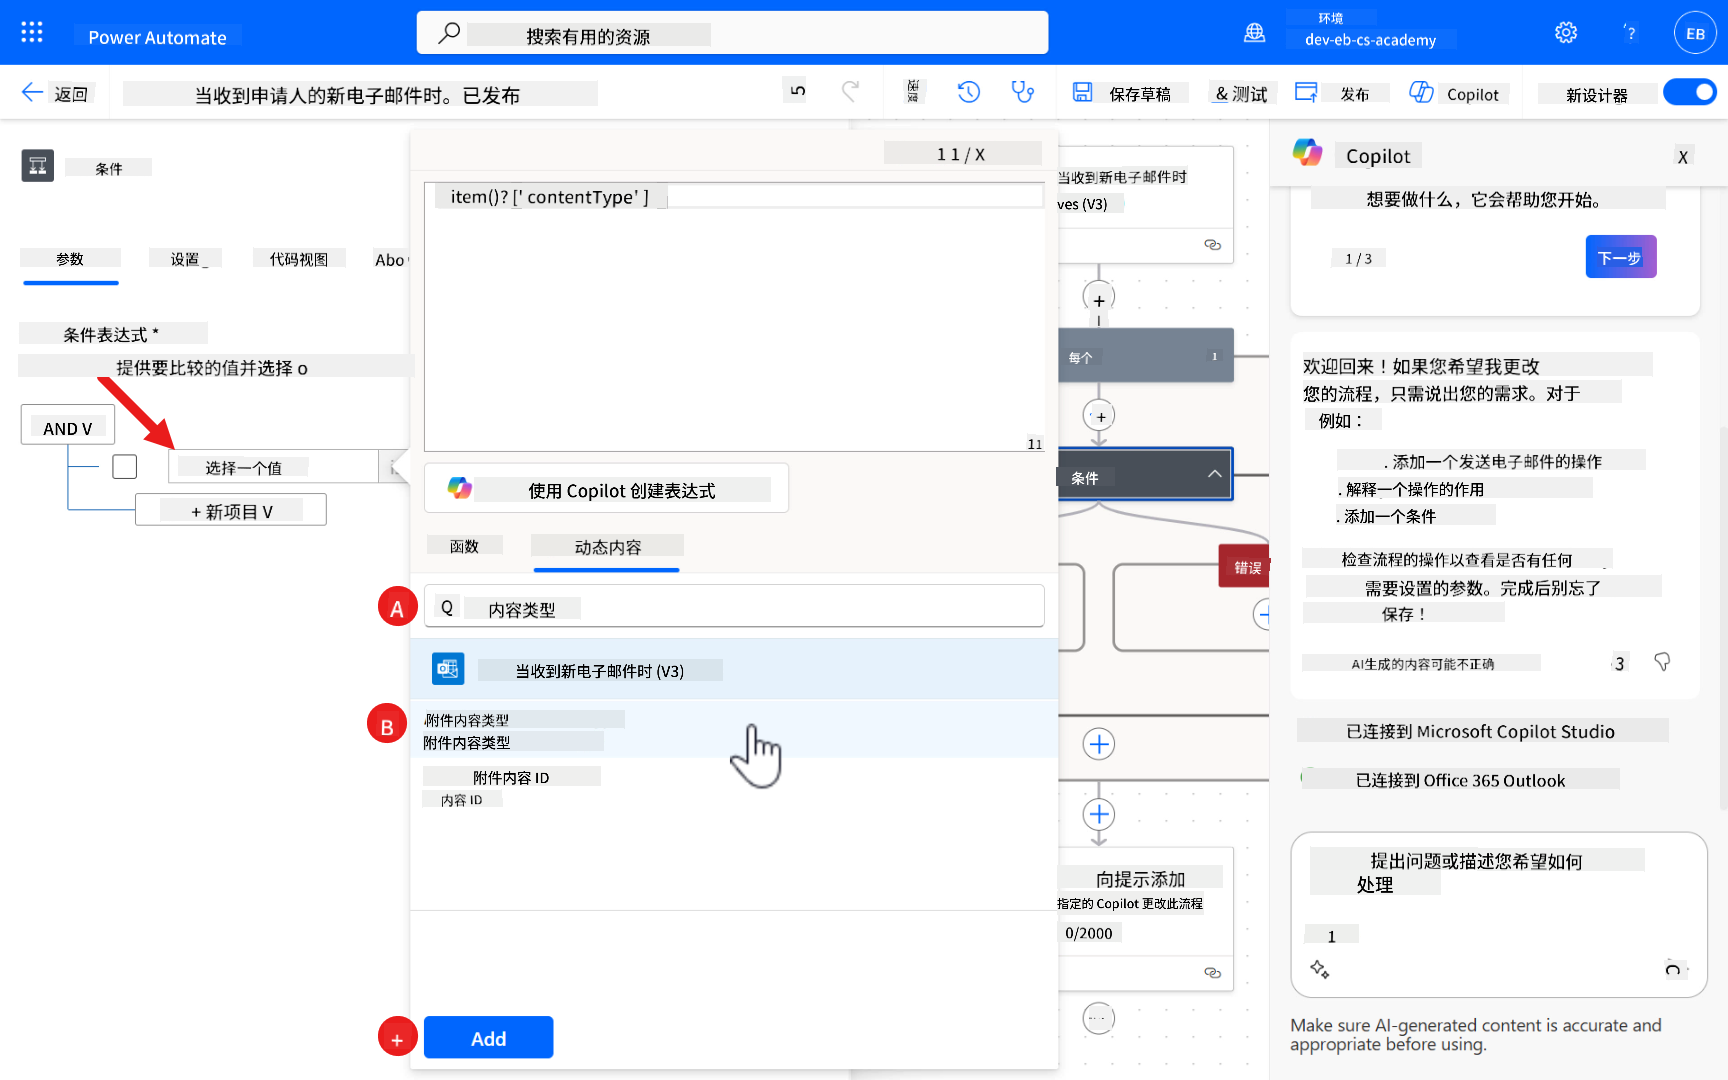 Power Automate
搜索有用的资源
环境
dev-eb-cs-academy
?
EB
返回
当收到申请人的新电子邮件时。已发布
保存草稿
& 测试
发布
Copilot
新设计器
条件
参数
设置
代码视图
Abo
条件表达式 *
提供要比较的值并选择 o
AND V
选择一个值
+ 新项目 V
1 1 / X
item()? [' contentType' ]
11
使用 Copilot 创建表达式
函数
动态内容
A
Q
内容类型
当收到新电子邮件时 (V3)
B
附件内容类型
附件内容类型
附件内容 ID
内容 ID
+
Add
当收到新电子邮件时
ves (V3)
每个
1
条件
错误
向提示添加
指定的 Copilot 更改此流程
0/2000
Copilot
X
想要做什么，它会帮助您开始。
1 / 3
下一步
欢迎回来！如果您希望我更改
您的流程，只需说出您的需求。对于
例如：
. 添加一个发送电子邮件的操作
. 解释一个操作的作用
. 添加一个条件
检查流程的操作以查看是否有任何
需要设置的参数。完成后别忘了
保存！
AI生成的内容可能不正确
3
已连接到 Microsoft Copilot Studio
已连接到 Office 365 Outlook
提出问题或描述您希望如何
处理
1
Make sure AI-generated content is accurate and
appropriate before using.